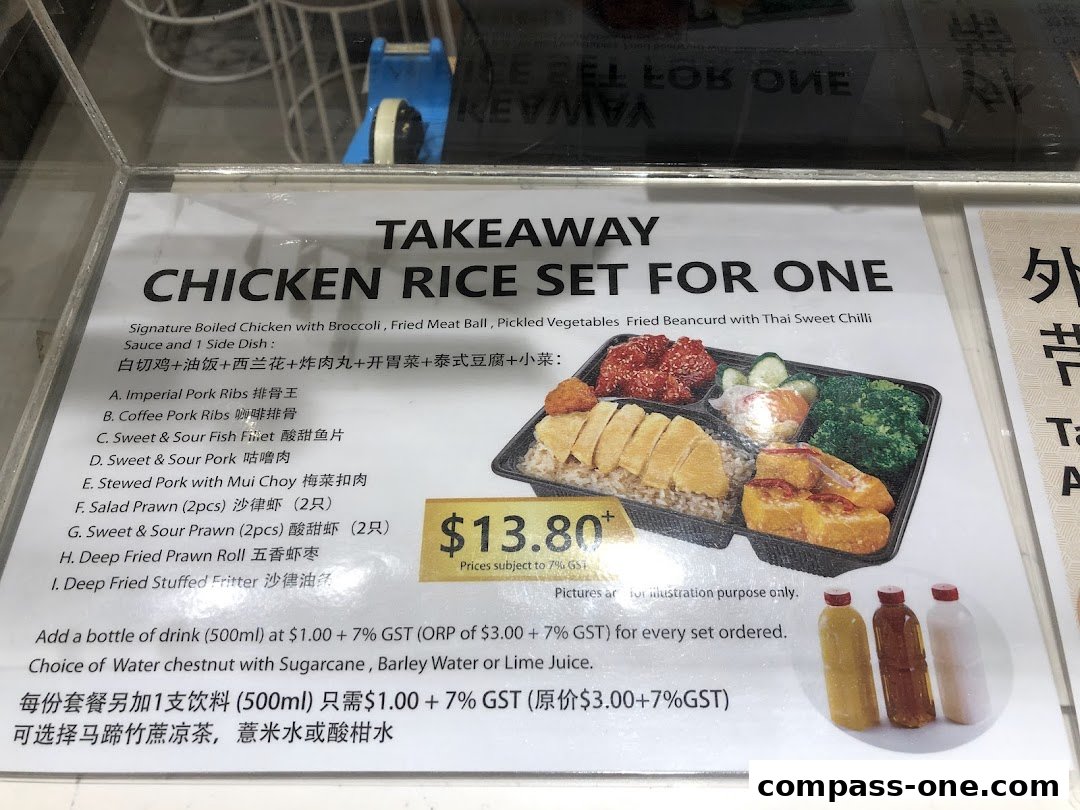 TAKEAWAY
CHICKEN RICE SET FOR ONE
Signature Boiled Chicken with Broccoli , Fried Meat Ball , Pickled Vegetables Fried Beancurd with Thai Sweet Chilli
Sauce and 1 Side Dish :
白切鸡+油饭+西兰花+炸肉丸+开胃菜+泰式豆腐+小菜：
A. Imperial Pork Ribs 排骨王
B. Coffee Pork Ribs 咖啡排骨
C. Sweet & Sour Fish Fillet 酸甜鱼片
D. Sweet & Sour Pork 咕噜肉
E. Stewed Pork with Mui Choy 梅菜扣肉
F. Salad Prawn (2pcs) 沙律虾（2只）
G. Sweet & Sour Prawn (2pcs) 酸甜虾（2只）
H. Deep Fried Prawn Roll 五香虾枣
I. Deep Fried Stuffed Fritter 沙律油条
$13.80+
Prices subject to 7% GST
Pictures are for illustration purpose only.
Add a bottle of drink (500ml) at $1.00 + 7% GST (ORP of $3.00 + 7% GST) for every set ordered.
Choice of Water chestnut with Sugarcane , Barley Water or Lime Juice.
每份套餐另加1支饮料 (500ml) 只需$1.00 + 7% GST (原价$3.00+7%GST)
可选择马蹄竹蔗凉茶，薏米水或酸柑水
外
带
Ta
A
compass-one.com